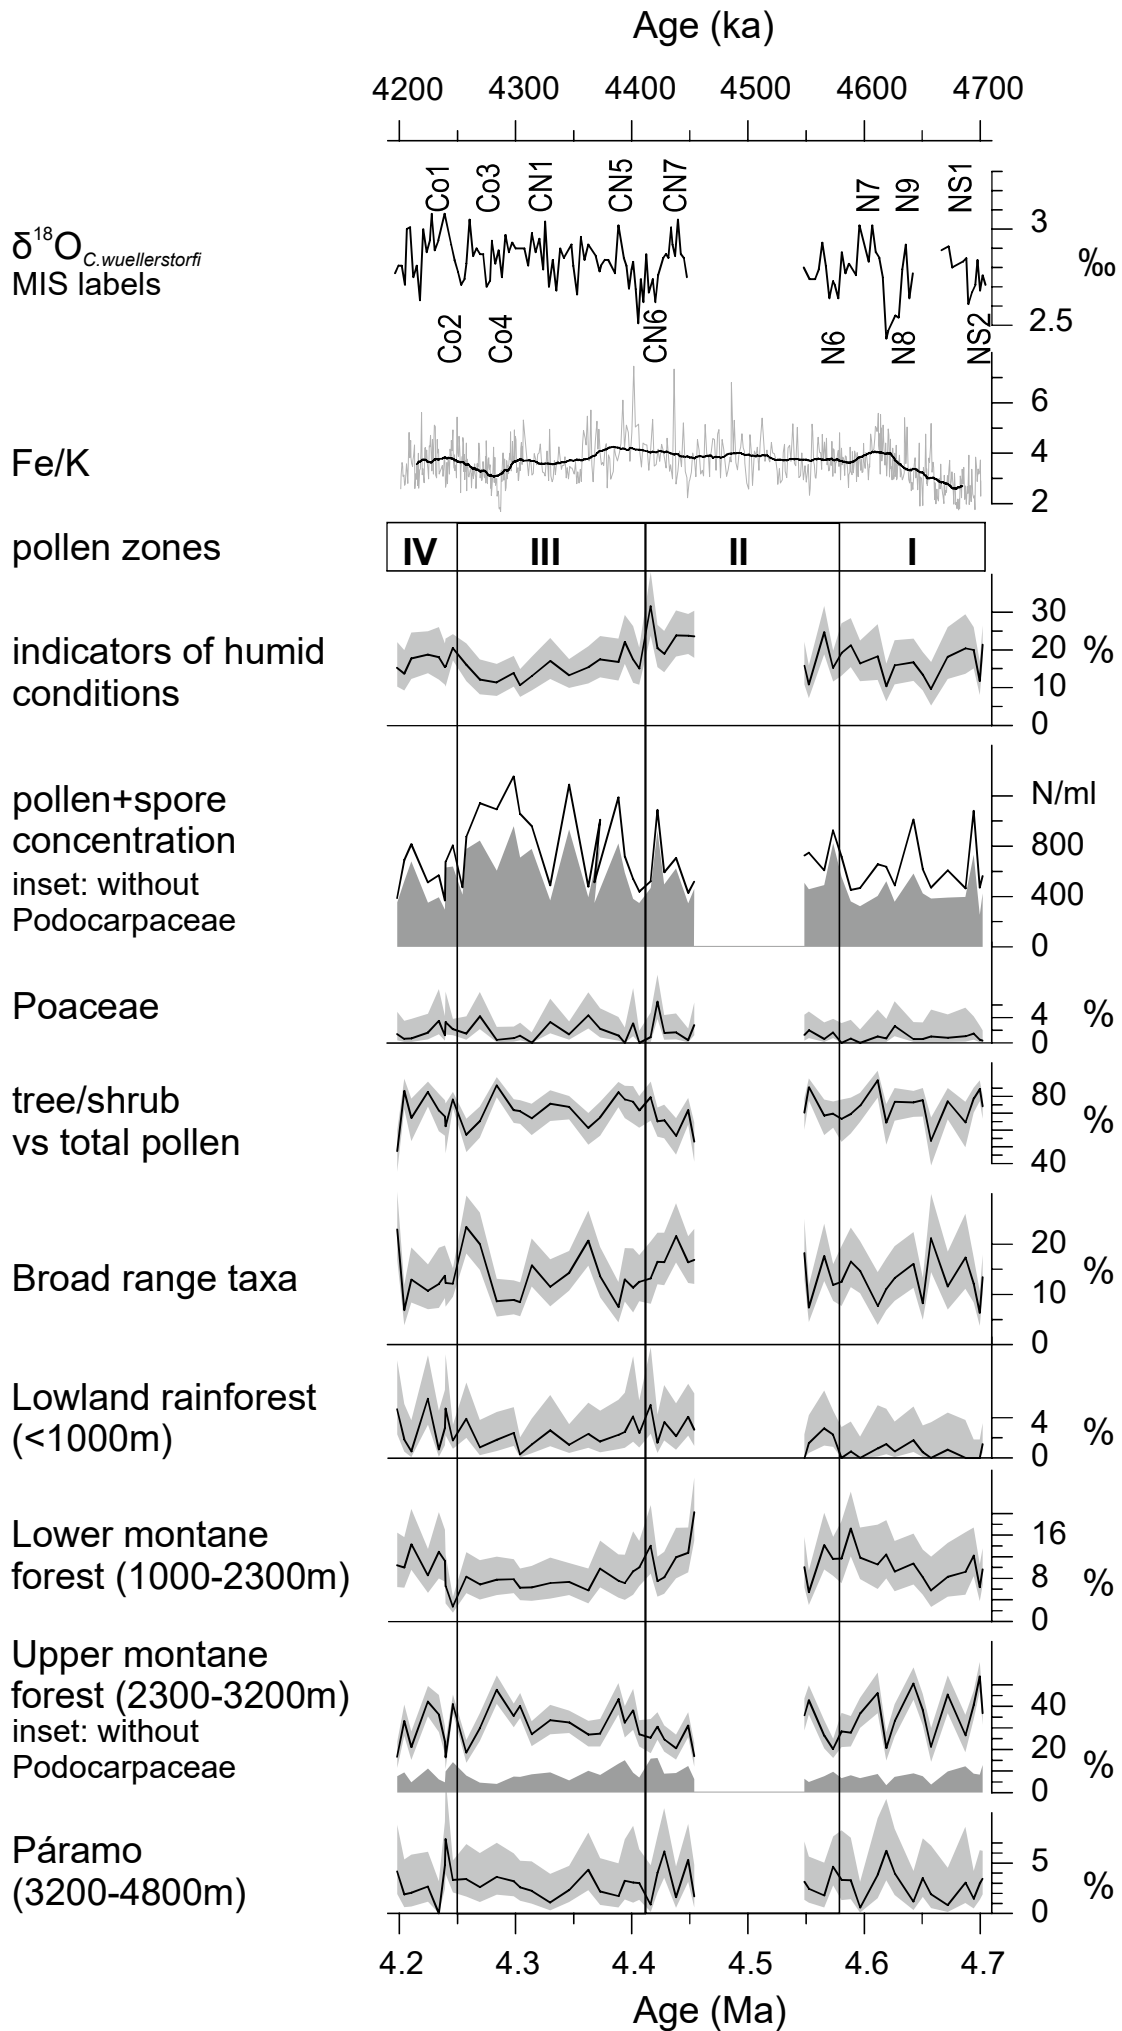 Age (ka)
4200 4300 4400 4500 4600 4700
Co1 Co3 CN1 CN5 CN7 N7 N9 NS1
3
δ18OC.wuellerstorfi
MIS labels
‰
2.5
Co2 Co4 CN6 N6 N8 NS2
6
Fe/K
4
2
pollen zones
IV III II I
30
indicators of humid
conditions
20
%
10
0
pollen+spore
concentration
inset: without
Podocarpaceae
N/ml
800
400
0
Poaceae
4
%
0
tree/shrub
vs total pollen
80
%
40
Broad range taxa
20
%
10
0
Lowland rainforest
(<1000m)
4
%
0
Lower montane
forest (1000-2300m)
16
8
%
0
Upper montane
forest (2300-3200m)
inset: without
Podocarpaceae
40
20
%
0
Páramo
(3200-4800m)
5
%
0
4.2 4.3 4.4 4.5 4.6 4.7
Age (Ma)